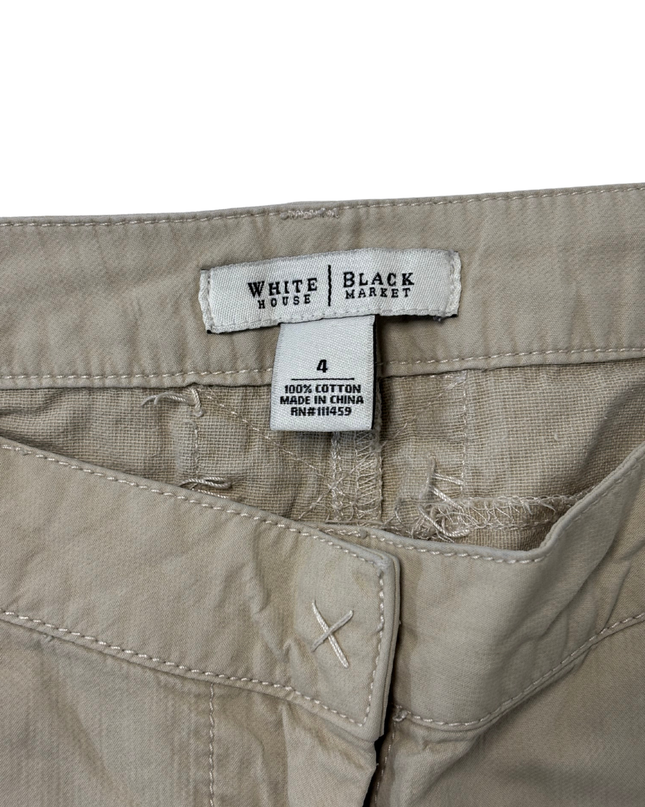 WHITE HOUSE | BLACK MARKET
4
100% COTTON
MADE IN CHINA
RN#111459